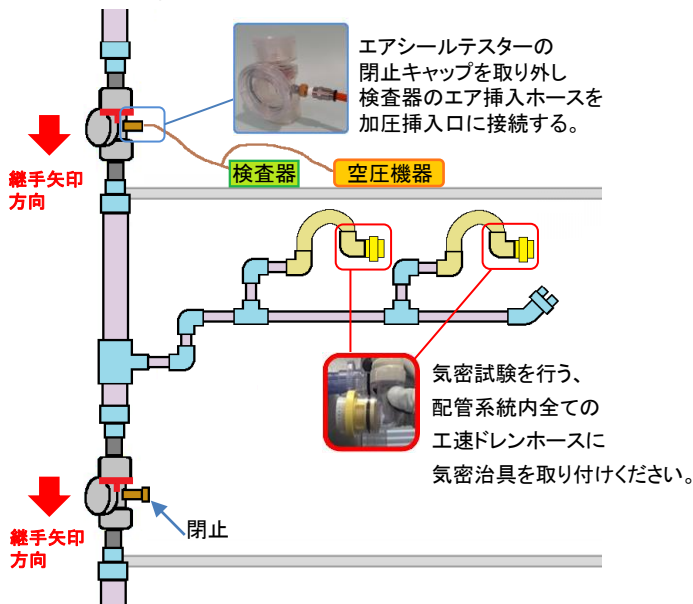 エアシールテスターの
閉止キャップを取り外し
検査器のエア挿入ホースを
加圧挿入口に接続する。
継手矢印
方向
検査器
空圧機器
気密試験を行う、
配管系統内全ての
工速ドレンホースに
気密治具を取り付けください。
継手矢印
方向
閉止